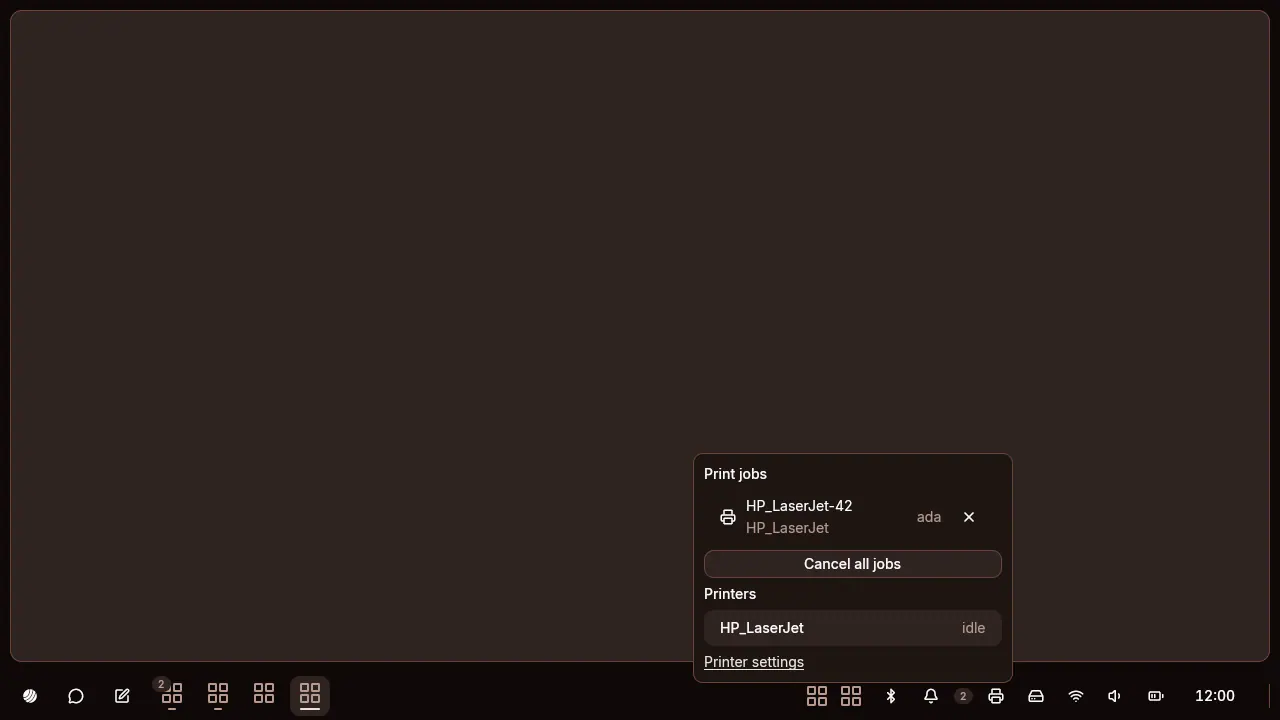 Print jobs
HP_LaserJet-42
HP_LaserJet
ada
Cancel all jobs
Printers
HP_LaserJet
idle
Printer settings
2
2
12:00